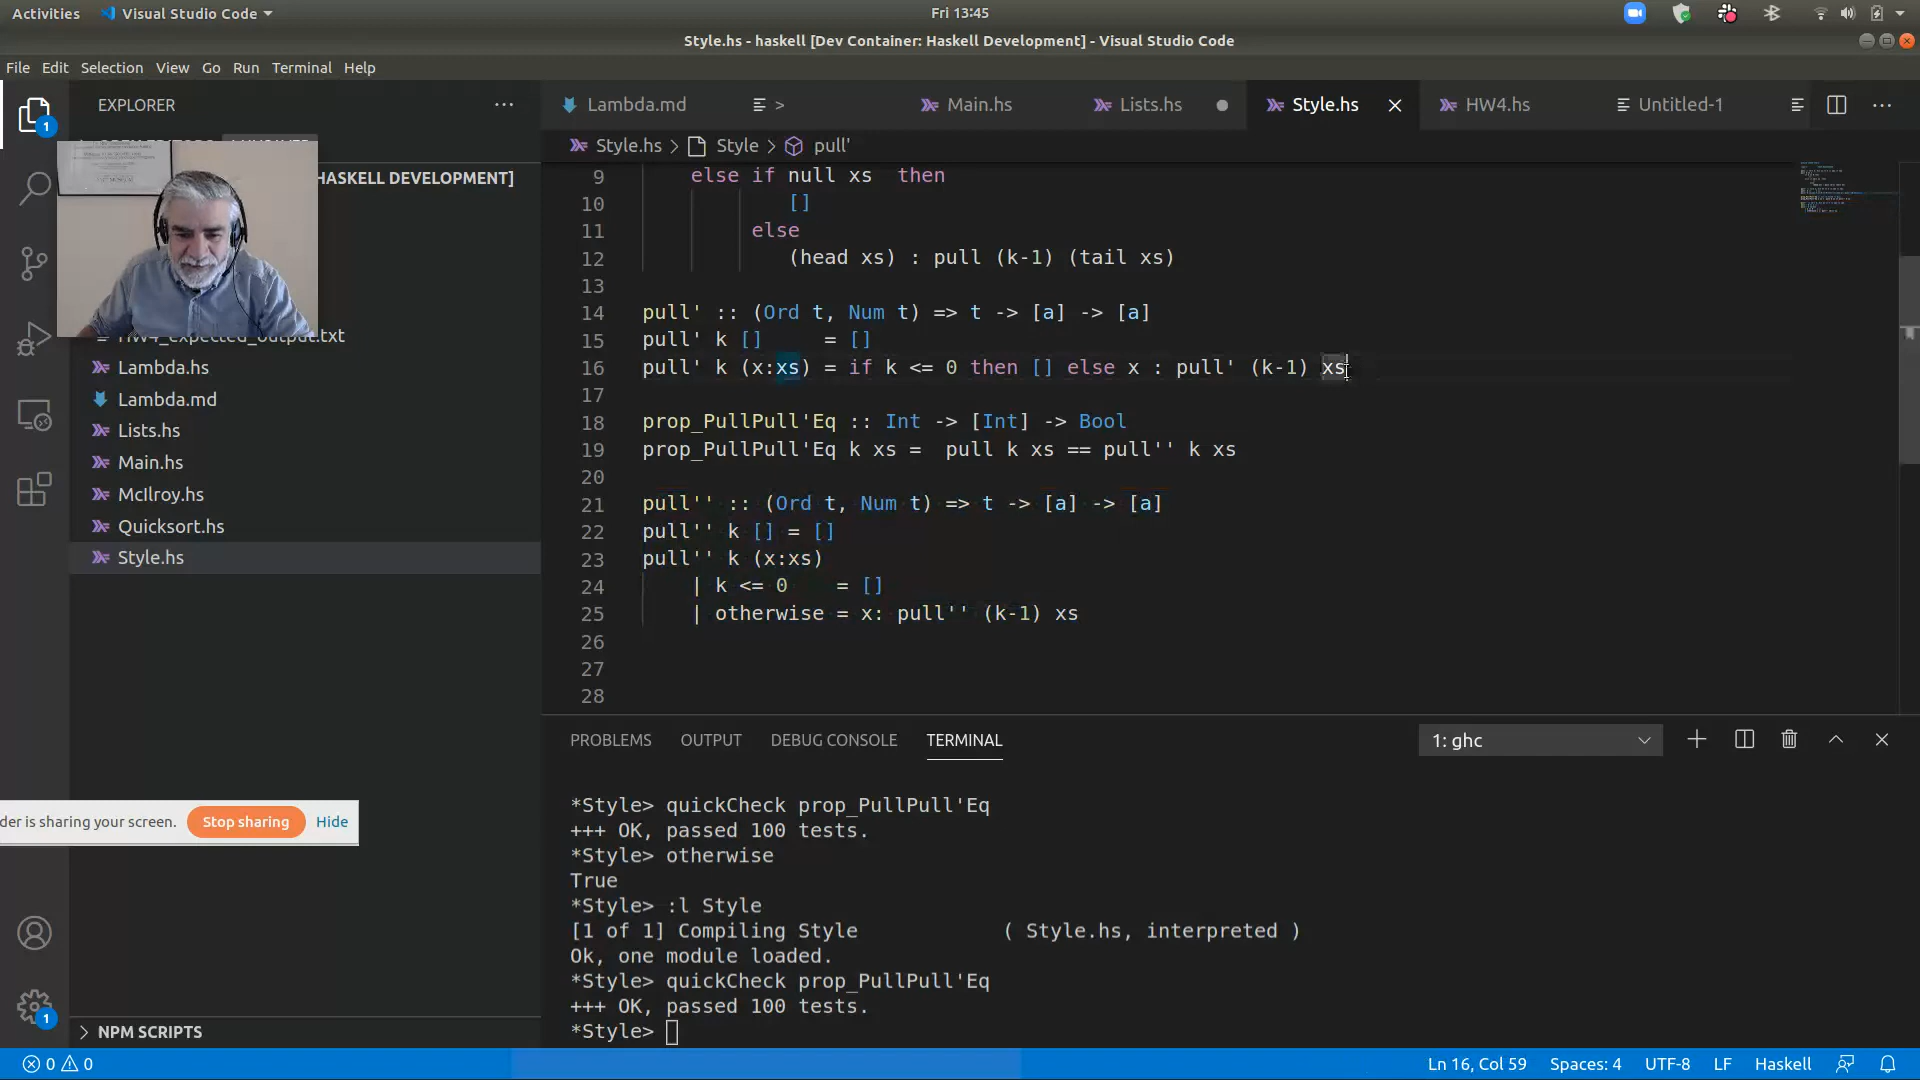 Activities Visual Studio Code Fri 13:45
Style.hs - haskell [Dev Container: Haskell Development] - Visual Studio Code
File Edit Selection View Go Run Terminal Help
EXPLORER ···
1
HASKELL DEVELOPMENT]
HW4_expected_output.txt
Lambda.hs
Lambda.md
Lists.hs
Main.hs
McIlroy.hs
Quicksort.hs
Style.hs
der is sharing your screen. Stop sharing Hide
1
NPM SCRIPTS
Lambda.md > Main.hs Lists.hs Style.hs HW4.hs Untitled-1 ···
Style.hs > Style > pull'
9 else if null xs  then
10 []
11 else
12 (head xs) : pull (k-1) (tail xs)
13
14 pull' :: (Ord t, Num t) => t -> [a] -> [a]
15 pull' k []     = []
16 pull' k (x:xs) = if k <= 0 then [] else x : pull' (k-1) xs
17
18 prop_PullPull'Eq :: Int -> [Int] -> Bool
19 prop_PullPull'Eq k xs =  pull k xs == pull'' k xs
20
21 pull'' :: (Ord t, Num t) => t -> [a] -> [a]
22 pull'' k [] = []
23 pull'' k (x:xs)
24 | k <= 0    = []
25 | otherwise = x: pull'' (k-1) xs
26
27
28
PROBLEMS OUTPUT DEBUG CONSOLE TERMINAL 1: ghc
*Style> quickCheck prop_PullPull'Eq
+++ OK, passed 100 tests.
*Style> otherwise
True
*Style> :l Style
[1 of 1] Compiling Style            ( Style.hs, interpreted )
Ok, one module loaded.
*Style> quickCheck prop_PullPull'Eq
+++ OK, passed 100 tests.
*Style>
0 0 Ln 16, Col 59 Spaces: 4 UTF-8 LF Haskell